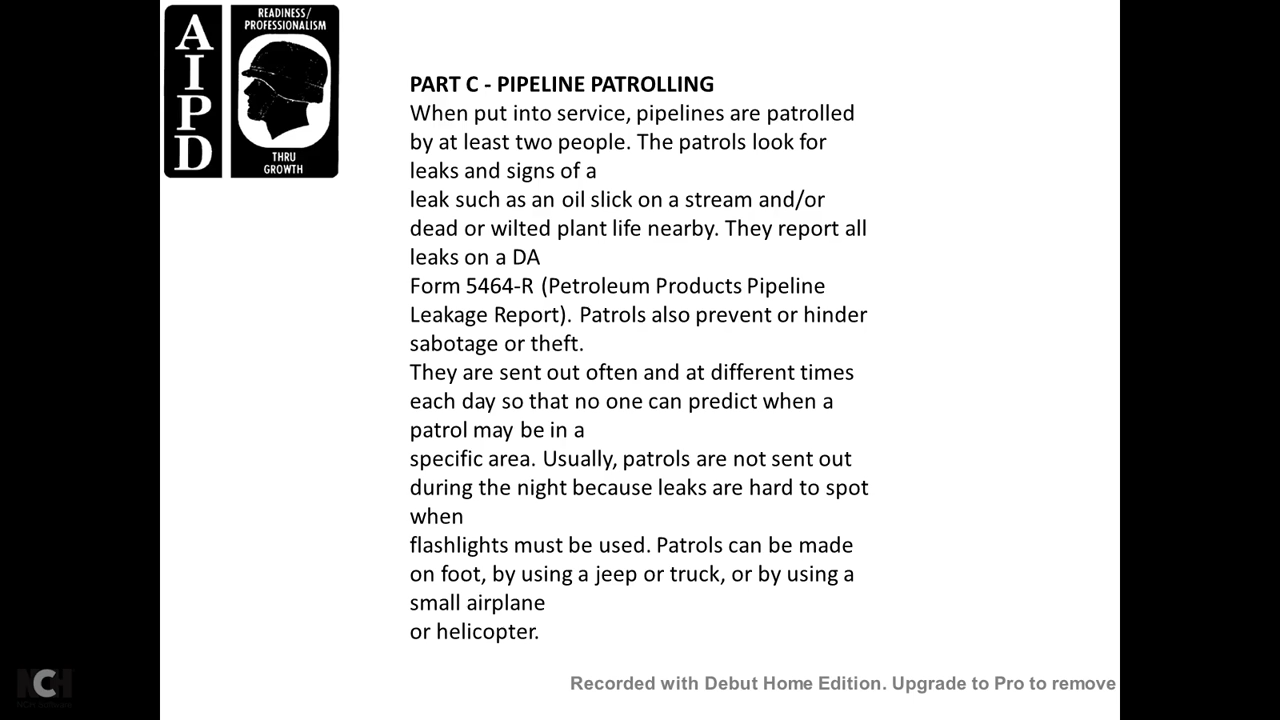 AIPD
READINESS/
PROFESSIONALISM
THRU
GROWTH
PART C - PIPELINE PATROLLING
When put into service, pipelines are patrolled
by at least two people. The patrols look for
leaks and signs of a
leak such as an oil slick on a stream and/or
dead or wilted plant life nearby. They report all
leaks on a DA
Form 5464-R (Petroleum Products Pipeline
Leakage Report). Patrols also prevent or hinder
sabotage or theft.
They are sent out often and at different times
each day so that no one can predict when a
patrol may be in a
specific area. Usually, patrols are not sent out
during the night because leaks are hard to spot
when
flashlights must be used. Patrols can be made
on foot, by using a jeep or truck, or by using a
small airplane
or helicopter.
NCH
NCH Software
Recorded with Debut Home Edition. Upgrade to Pro to remove